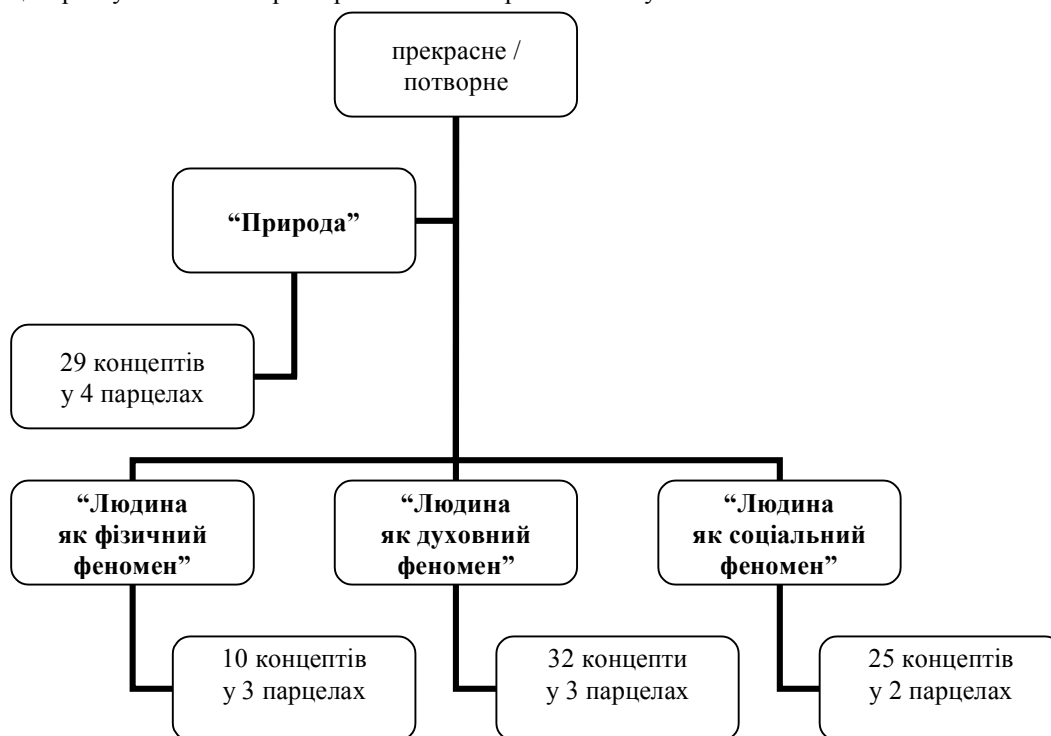 прекрасне /
потворне
“Природа”
29 концептів
у 4 парцелах
“Людина
як фізичний
феномен”
“Людина
як духовний
феномен”
“Людина
як соціальний
феномен”
10 концептів
у 3 парцелах
32 концепти
у 3 парцелах
25 концептів
у 2 парцелах